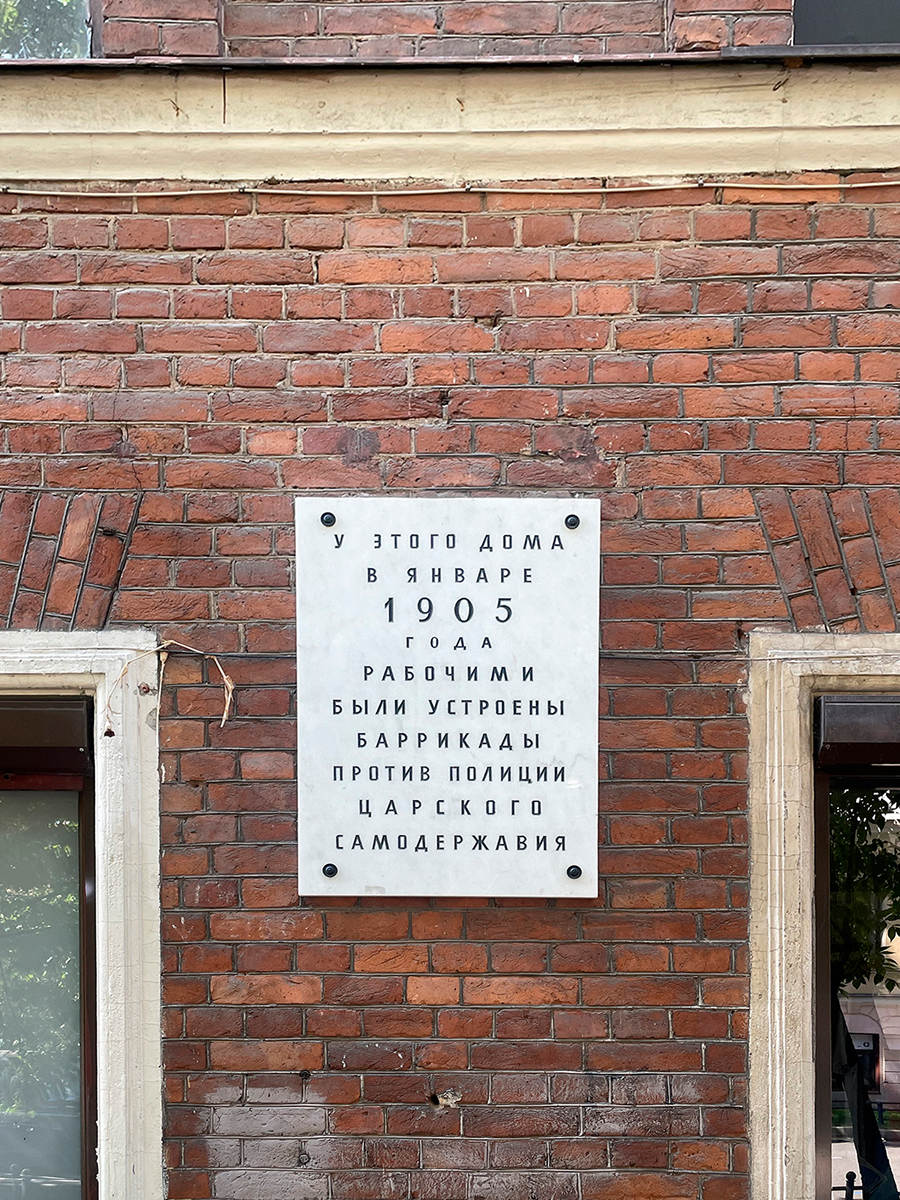 У ЭТОГО ДОМА
В ЯНВАРЕ
1905
ГОДА
РАБОЧИМИ
БЫЛИ УСТРОЕНЫ
БАРРИКАДЫ
ПРОТИВ ПОЛИЦИИ
ЦАРСКОГО
САМОДЕРЖАВИЯ